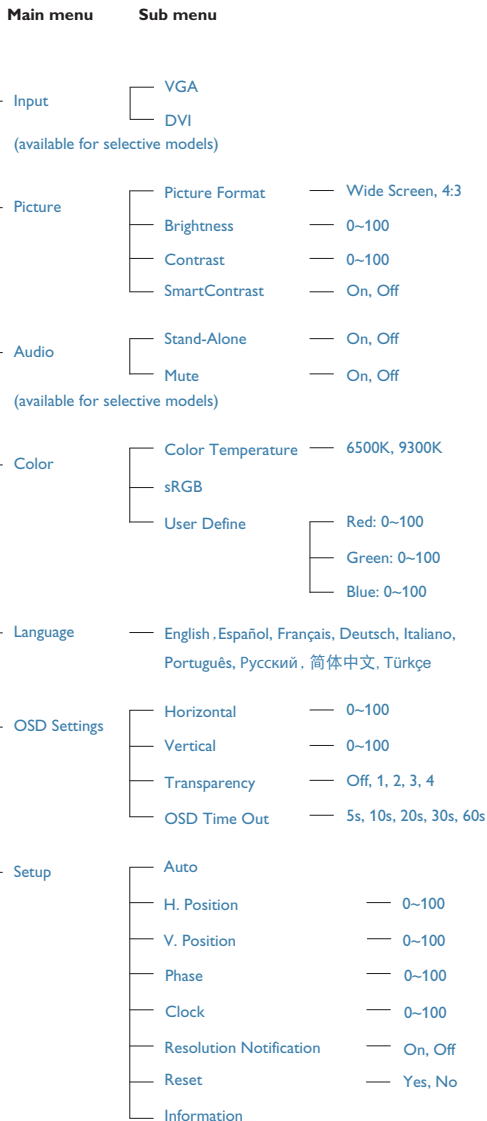 Main menu Sub menu
Input VGA
DVI
(available for selective models)
Picture Picture Format Wide Screen, 4:3
Brightness 0~100
Contrast 0~100
SmartContrast On, Off
Audio Stand-Alone On, Off
Mute On, Off
(available for selective models)
Color Color Temperature 6500K, 9300K
sRGB
User Define Red: 0~100
Green: 0~100
Blue: 0~100
Language English , Español, Français, Deutsch, Italiano,
Português, Русский , 简体中文, Türkçe
OSD Settings Horizontal 0~100
Vertical 0~100
Transparency Off, 1, 2, 3, 4
OSD Time Out 5s, 10s, 20s, 30s, 60s
Setup Auto
H. Position 0~100
V. Position 0~100
Phase 0~100
Clock 0~100
Resolution Notification On, Off
Reset Yes, No
Information